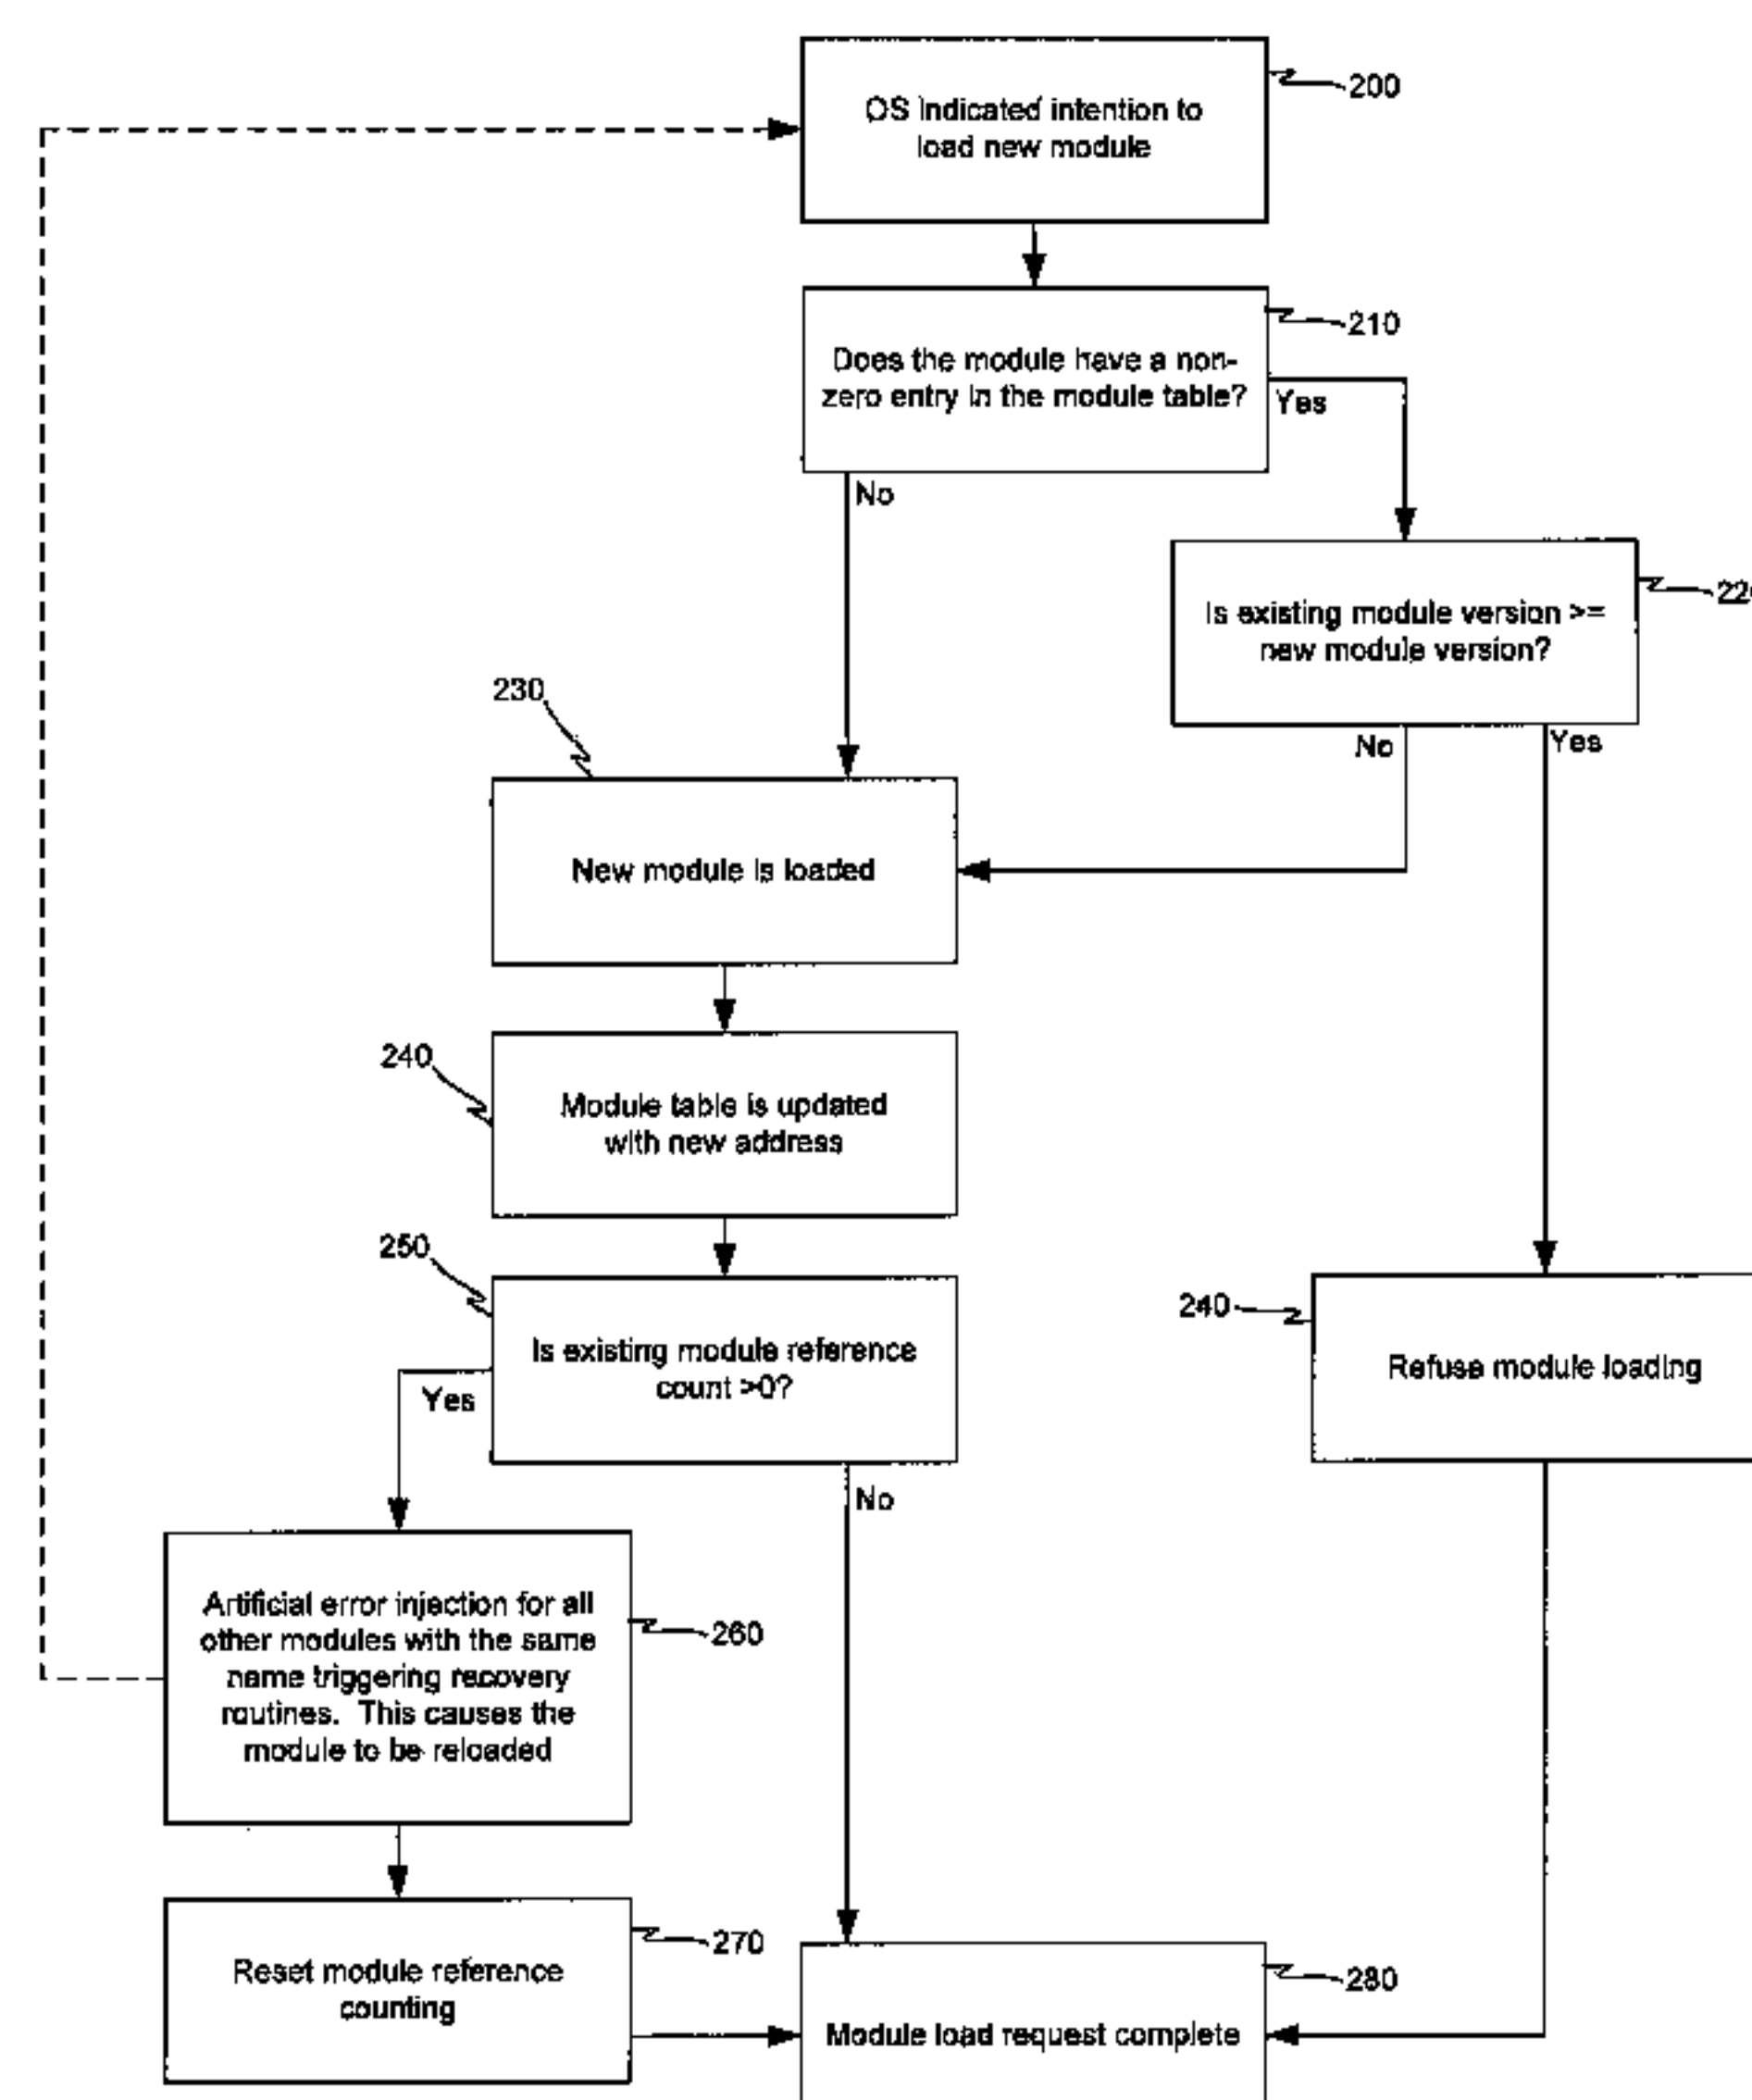 OS Indicated intention to
load new module
200
Does the module have a non-
zero entry in the module table?
210
Yes
No
Is existing module version >=
new module version?
No
Yes
230
New module is loaded
240
Module table is updated
with new address
250
Is existing module reference
count >0?
Yes
No
240
Refuse module loading
Artificial error injection for all
other modules with the same
name triggering recovery
routines. This causes the
module to be reloaded
260
Reset module reference
counting
270
Module load request complete
280